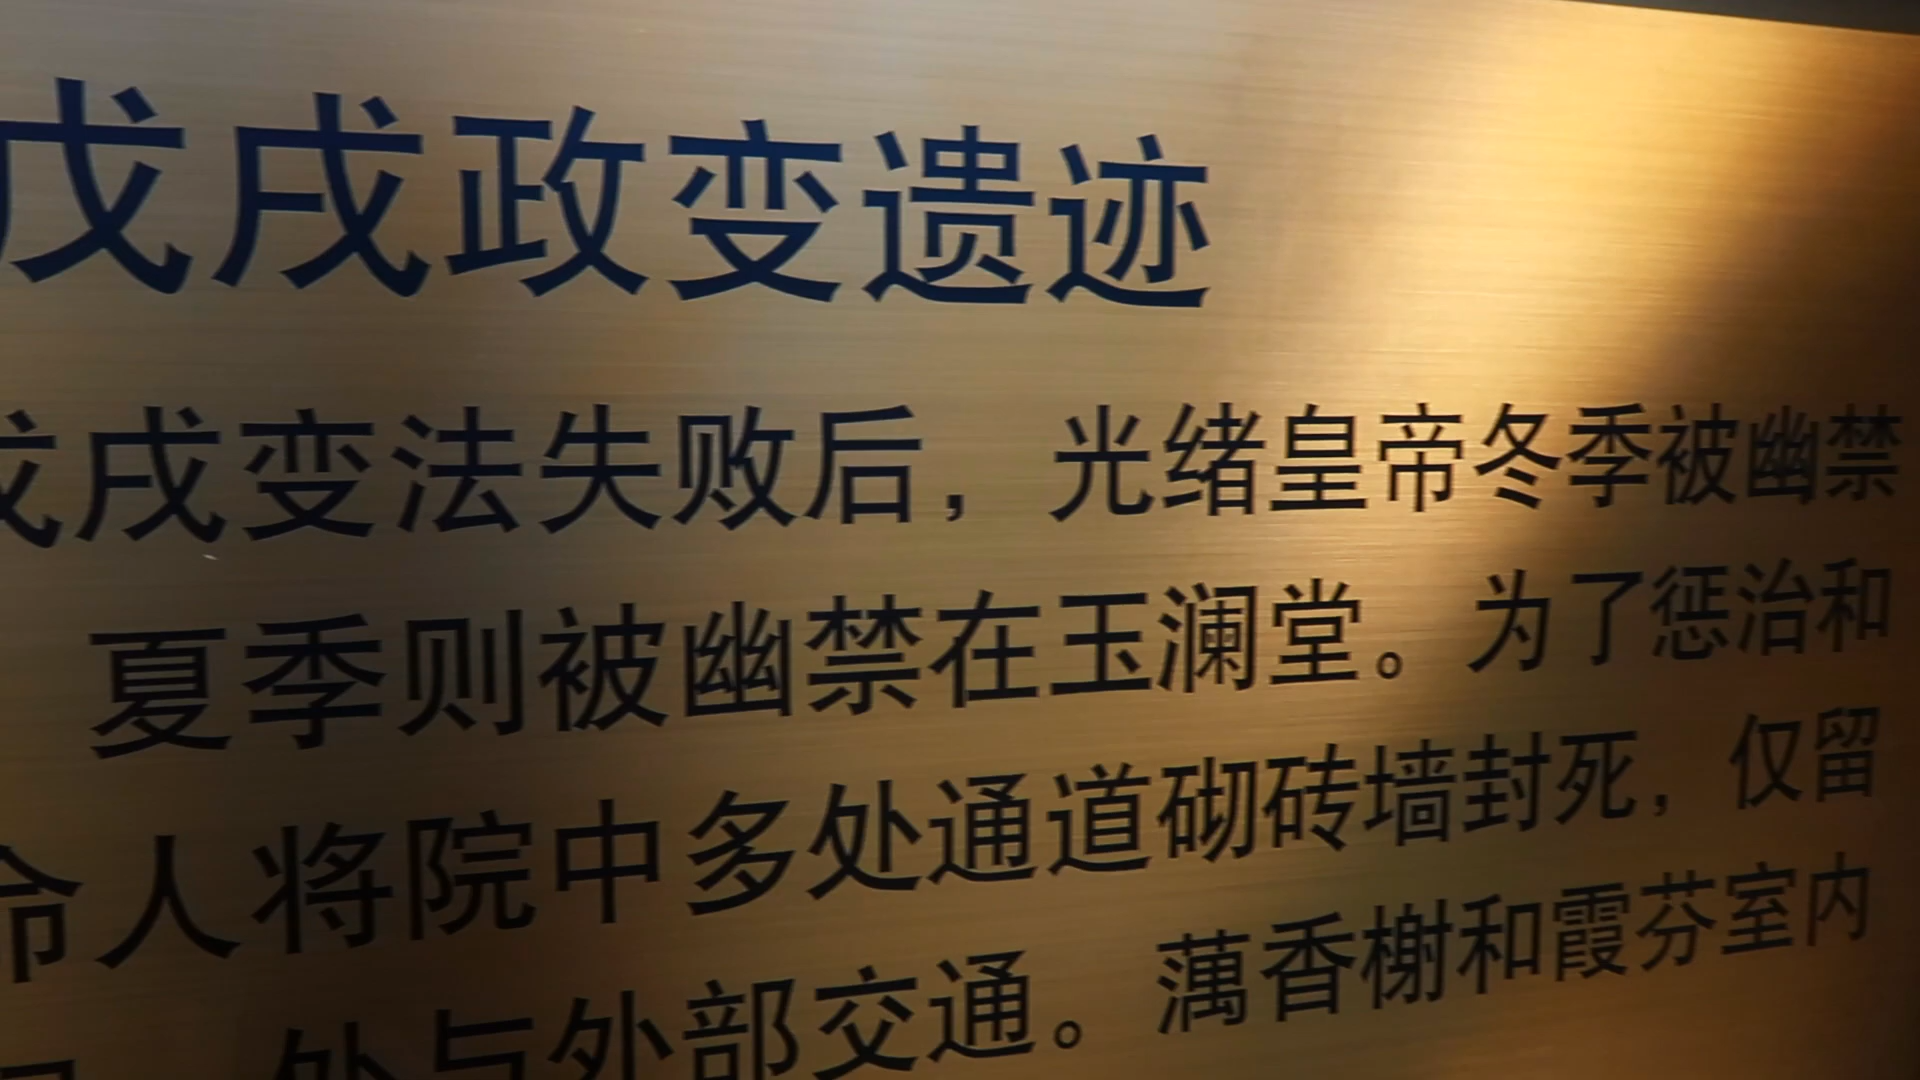 戊戌政变遗迹
戊戌变法失败后，光绪皇帝冬季被幽禁
夏季则被幽禁在玉澜堂。为了惩治和
命人将院中多处通道砌砖墙封死，仅留
处与外部交通。藕香榭和霞芬室内